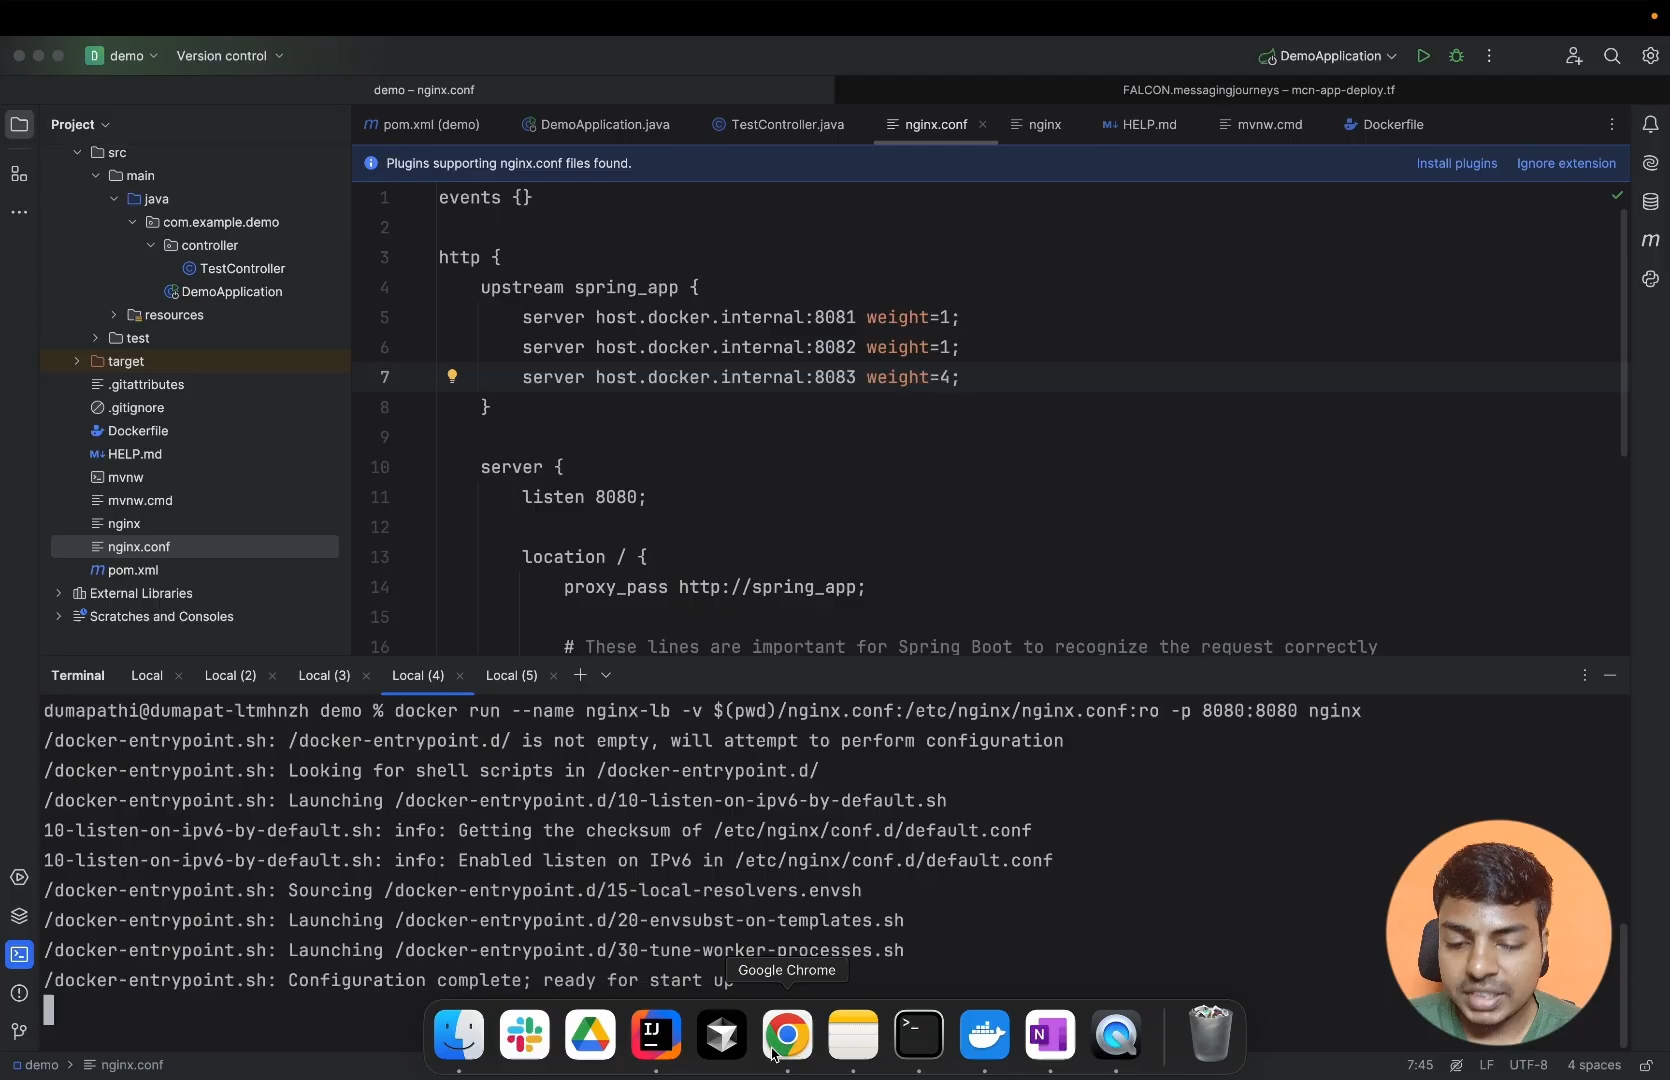 D demo Version control DemoApplication
demo – nginx.conf FALCON.messagingjourneys – mcn-app-deploy.tf
Project
src
main
java
com.example.demo
controller
TestController
DemoApplication
resources
test
target
.gitattributes
.gitignore
Dockerfile
M↓ HELP.md
mvnw
mvnw.cmd
nginx
nginx.conf
m pom.xml
External Libraries
Scratches and Consoles
m pom.xml (demo) DemoApplication.java TestController.java nginx.conf nginx M↓ HELP.md mvnw.cmd Dockerfile
Plugins supporting nginx.conf files found. Install plugins Ignore extension
1 events {}
2
3 http {
4 upstream spring_app {
5 server host.docker.internal:8081 weight=1;
6 server host.docker.internal:8082 weight=1;
7 server host.docker.internal:8083 weight=4;
8 }
9
10 server {
11 listen 8080;
12
13 location / {
14 proxy_pass http://spring_app;
15
16 # These lines are important for Spring Boot to recognize the request correctly
m
Terminal Local Local (2) Local (3) Local (4) Local (5)
dumapathi@dumapat-ltmhnzh demo % docker run --name nginx-lb -v $(pwd)/nginx.conf:/etc/nginx/nginx.conf:ro -p 8080:8080 nginx
/docker-entrypoint.sh: /docker-entrypoint.d/ is not empty, will attempt to perform configuration
/docker-entrypoint.sh: Looking for shell scripts in /docker-entrypoint.d/
/docker-entrypoint.sh: Launching /docker-entrypoint.d/10-listen-on-ipv6-by-default.sh
10-listen-on-ipv6-by-default.sh: info: Getting the checksum of /etc/nginx/conf.d/default.conf
10-listen-on-ipv6-by-default.sh: info: Enabled listen on IPv6 in /etc/nginx/conf.d/default.conf
/docker-entrypoint.sh: Sourcing /docker-entrypoint.d/15-local-resolvers.envsh
/docker-entrypoint.sh: Launching /docker-entrypoint.d/20-envsubst-on-templates.sh
/docker-entrypoint.sh: Launching /docker-entrypoint.d/30-tune-worker-processes.sh
/docker-entrypoint.sh: Configuration complete; ready for start up
Google Chrome
IJ
N
demo nginx.conf 7:45 LF UTF-8 4 spaces